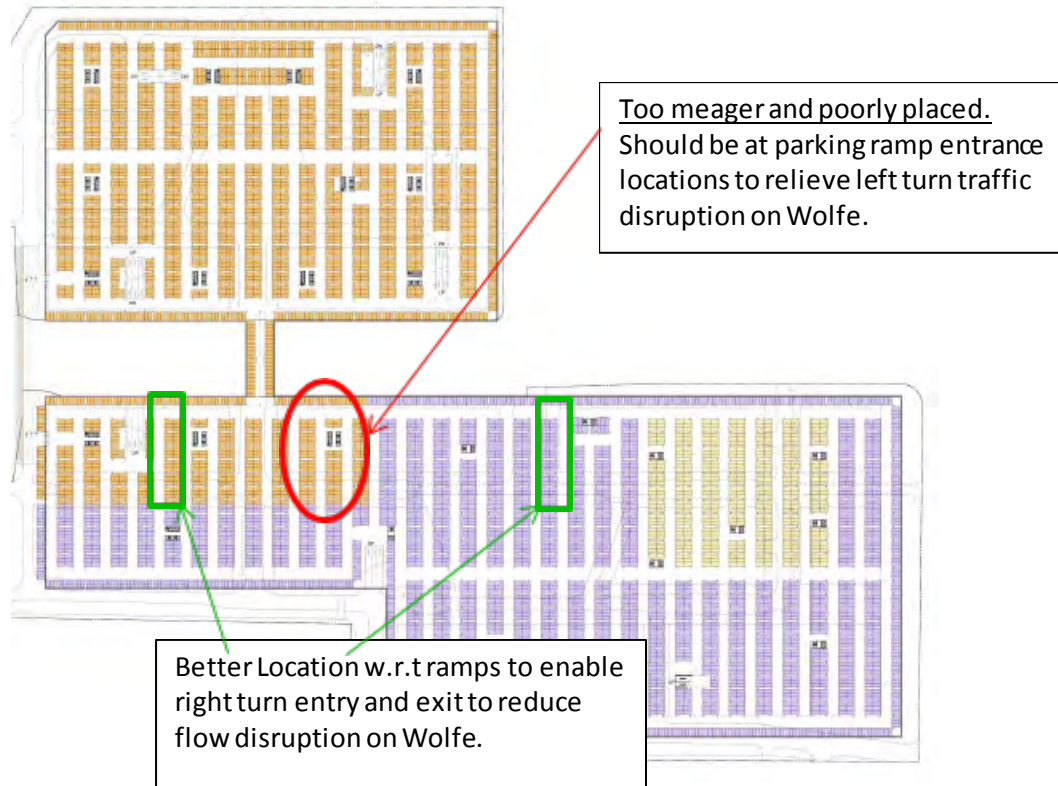 Too meager and poorly placed.
Should be at parking ramp entrance
locations to relieve left turn traffic
disruption on Wolfe.
Better Location w.r.t ramps to enable
right turn entry and exit to reduce
flow disruption on Wolfe.